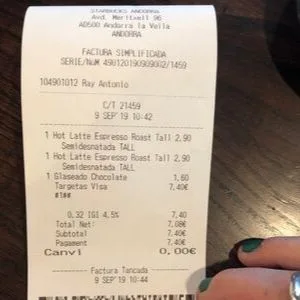 STARBUCKS ANDORRA
Avd. Meritxell 96
AD500 Andorra la Vella
ANDORRA
FACTURA SIMPLIFICADA
SERIE/NuM 490120190909002/1459
104901012 Ray Antonio
C/T 21459
9 SEP'19 10:42
1 Hot Latte Espresso Roast Tall 2,90
Semidesnatada TALL
1 Hot Latte Espresso Roast Tall 2,90
Semidesnatada TALL
1 Glaseado Chocolate 1,60
Targetas Visa 7,40€
#1##
0,32 IGI 4,5% 7,40
Total Net: 7,08€
Subtotal 7,40€
Pagament 7,40€
Canvi 0,00€
Factura Tancada
9 SEP'19 10:44